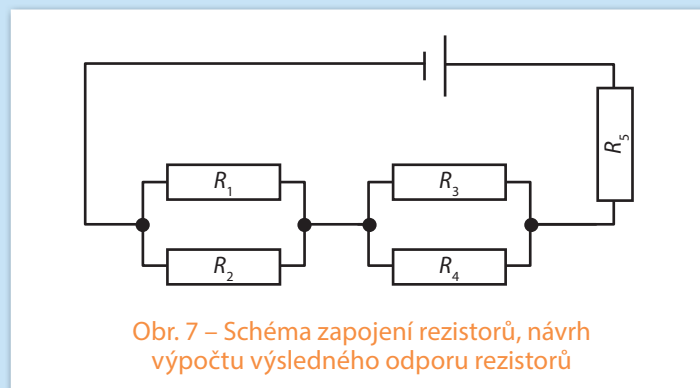 R₅
R₁
R₃
R₂
R₄
Obr. 7 – Schéma zapojení rezistorů, návrh
výpočtu výsledného odporu rezistorů